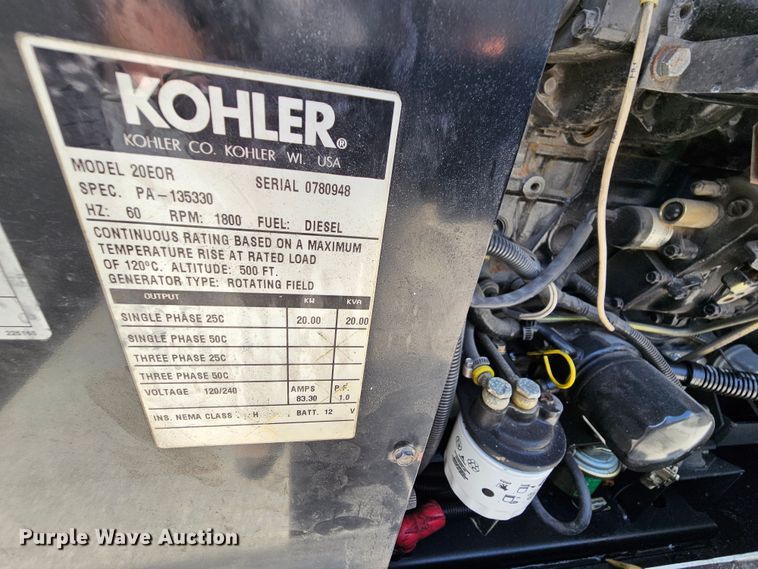 KOHLER®
KOHLER CO. KOHLER WI. USA
MODEL 20EOR
SERIAL 0780948
SPEC. PA-135330
HZ: 60 RPM: 1800 FUEL: DIESEL
CONTINUOUS RATING BASED ON A MAXIMUM
TEMPERATURE RISE AT RATED LOAD
OF 120°C. ALTITUDE: 500 FT.
GENERATOR TYPE: ROTATING FIELD
OUTPUT KW KVA
SINGLE PHASE 25C 20.00 20.00
SINGLE PHASE 50C
THREE PHASE 25C
THREE PHASE 50C
VOLTAGE 120/240 AMPS 83.30 P.F. 1.0
INS. NEMA CLASS. H BATT. 12 V
Purple Wave Auction